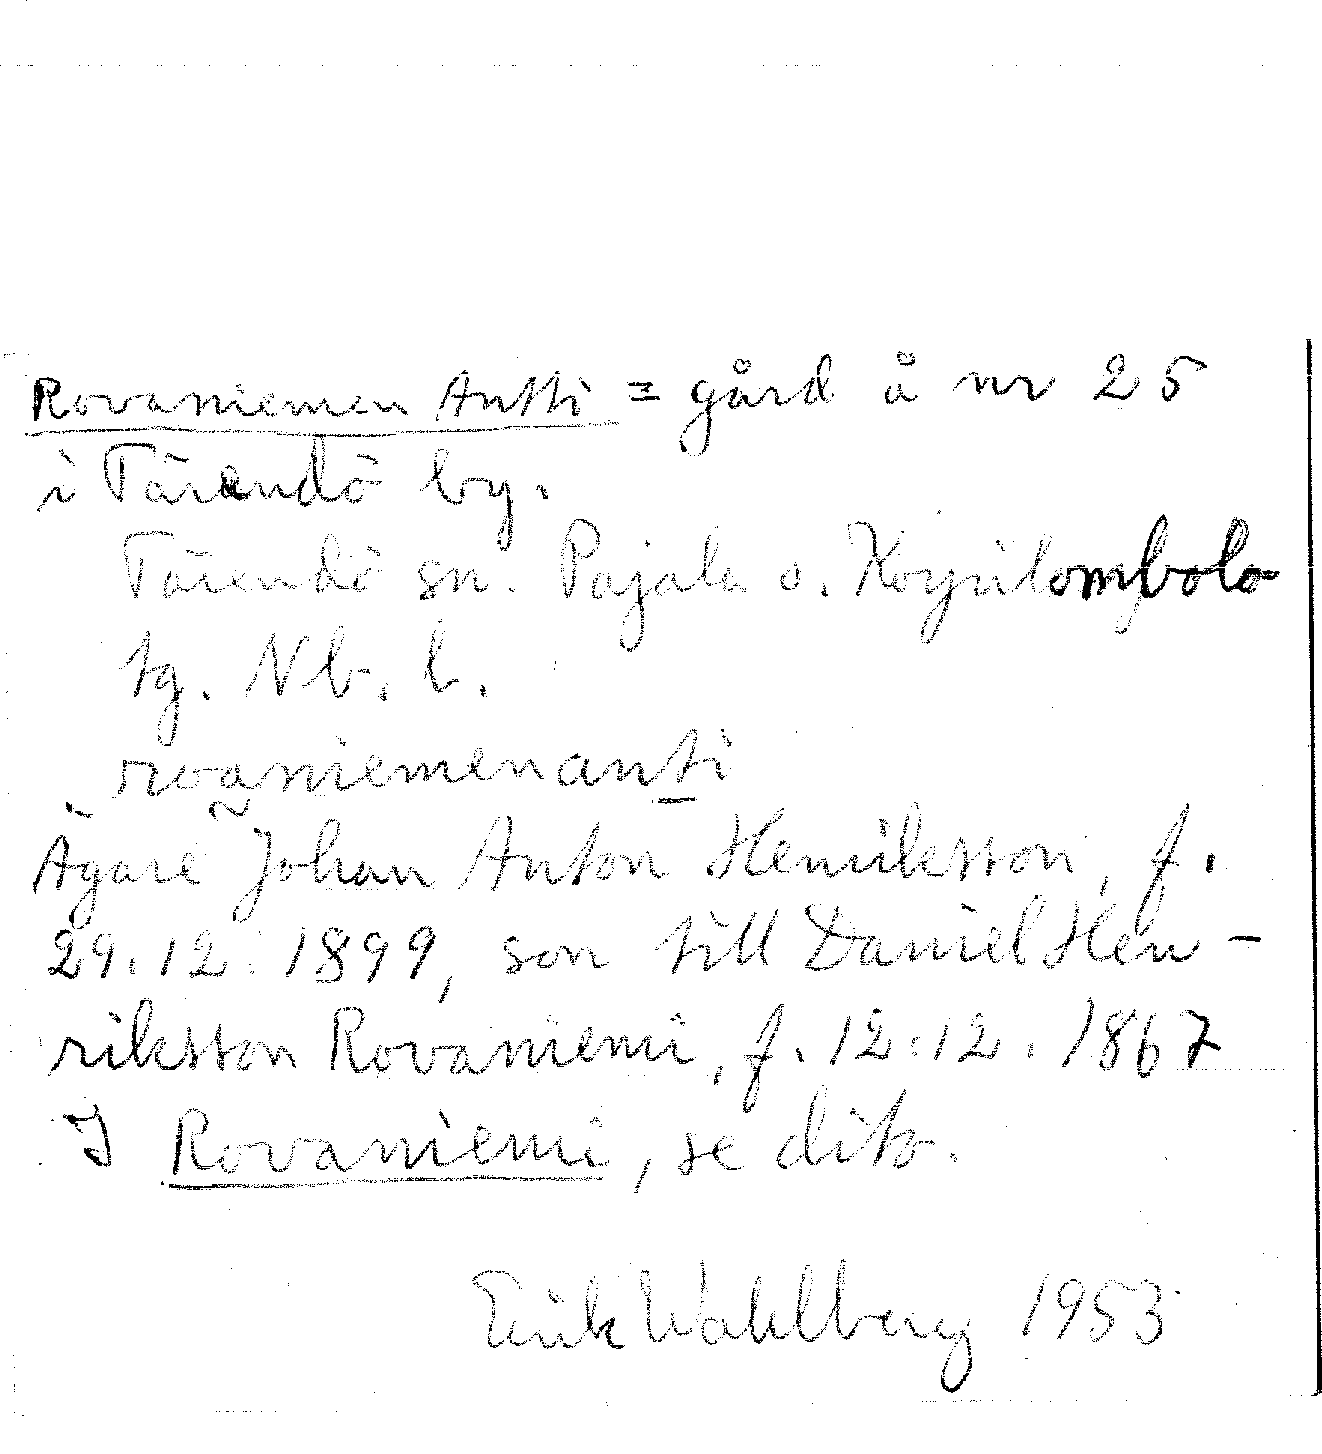 Rovaniemen Antti = gård å nr 25
i Tärendö by.
Tärendö sn. Pajala o. Korpilombolo
tg. Nb. l.
rovaniemenanti
Ägare Johan Anton Henriksson, f.
29.12.1899, son till Daniel Hen-
riksson Rovaniemi, f. 12.12.1867
I Rovaniemi, se dito.
Erik Wahlberg 1953